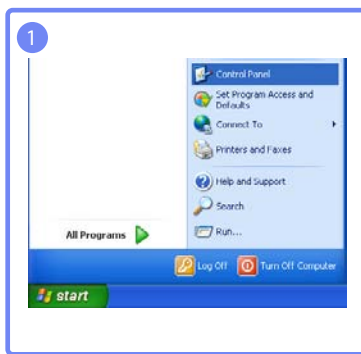 1
Control Panel
Set Program Access and
Defaults
Connect To
Printers and Faxes
Help and Support
Search
All Programs
Run...
Log Off
Turn Off Computer
start